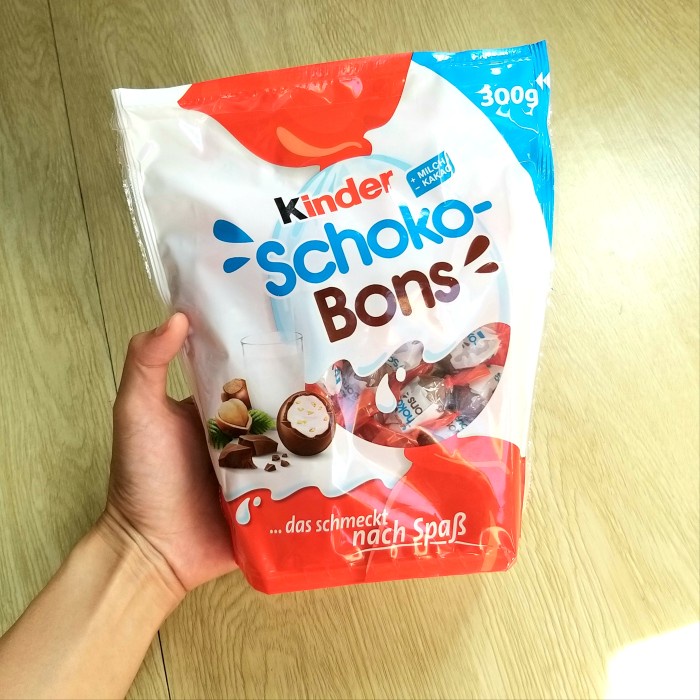 300g
+ MILCH
- KAKAO
Kinder
Schoko-
Bons
... das schmeckt
nach Spaß